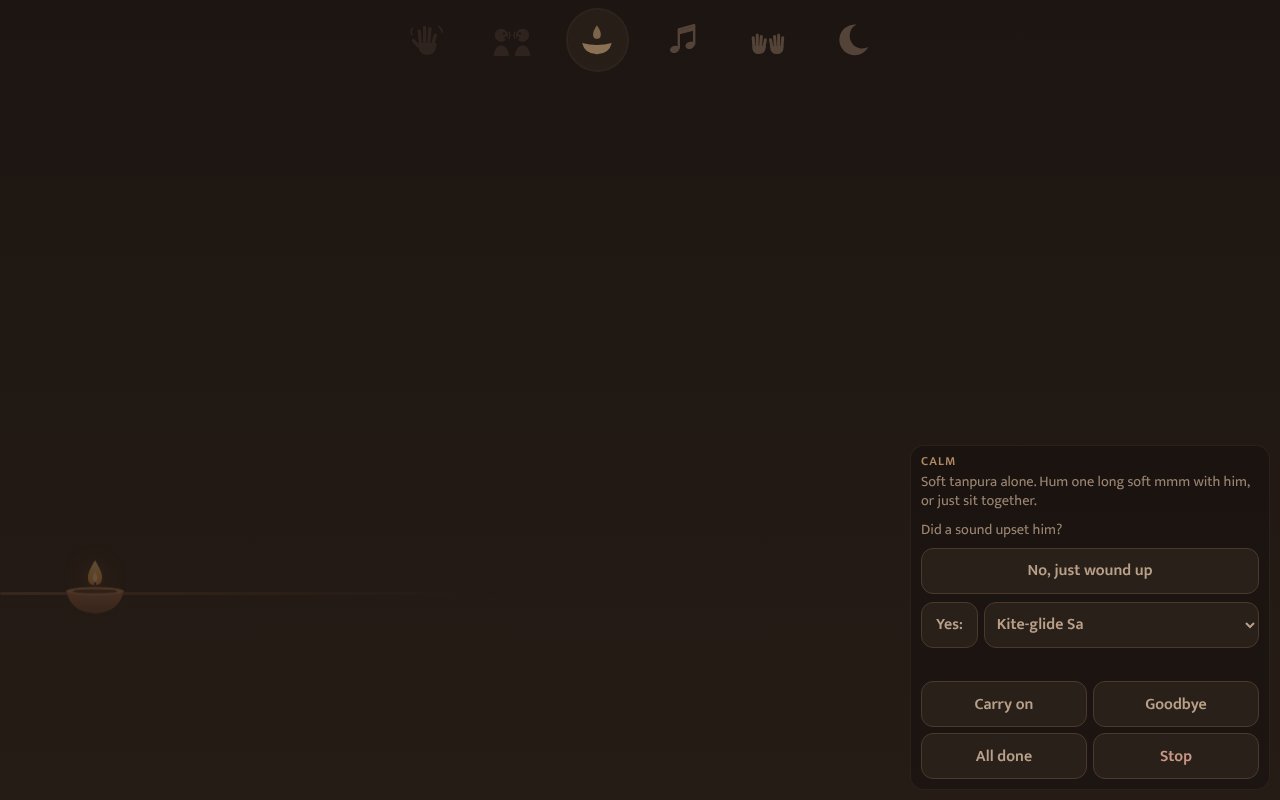 CALM
Soft tanpura alone. Hum one long soft mmm with him,
or just sit together.
Did a sound upset him?
No, just wound up
Yes:
Kite-glide Sa
Carry on
Goodbye
All done
Stop